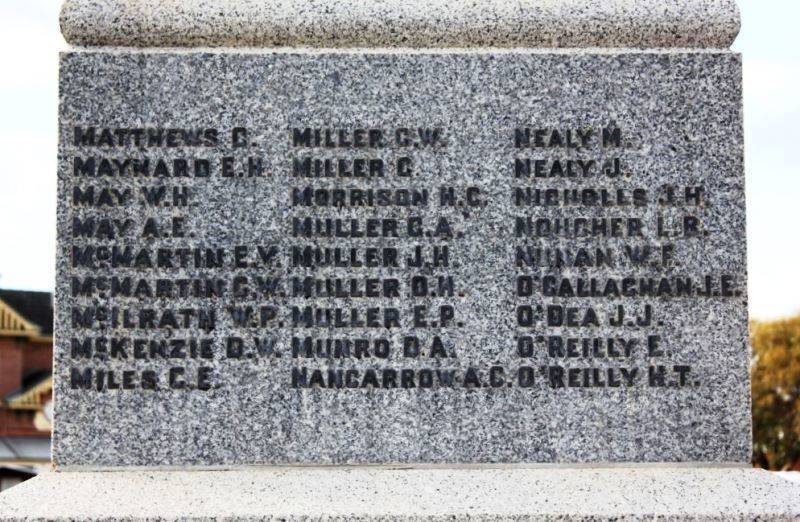 MATTHEWS G.
MAYNARD E.H.
MAY W.H.
MAY A.E.
McMARTIN E.V.
McMARTIN C.W.
McILRATH W.P.
McKENZIE D.W.
MILES C.E.
MILLER G.W.
MILLER G.
MORRISON H.C.
MULLER G.A.
MULLER J.H.
MULLER O.H.
MULLER E.P.
MUNRO D.A.
NANCARROW A.C.
NEALY M.
NEALY J.
NICHOLLS J.H.
NOUCHER L.R.
NUNAN W.F.
O'CALLAGHAN J.E.
O'DEA J.J.
O'REILLY E.
O'REILLY H.T.